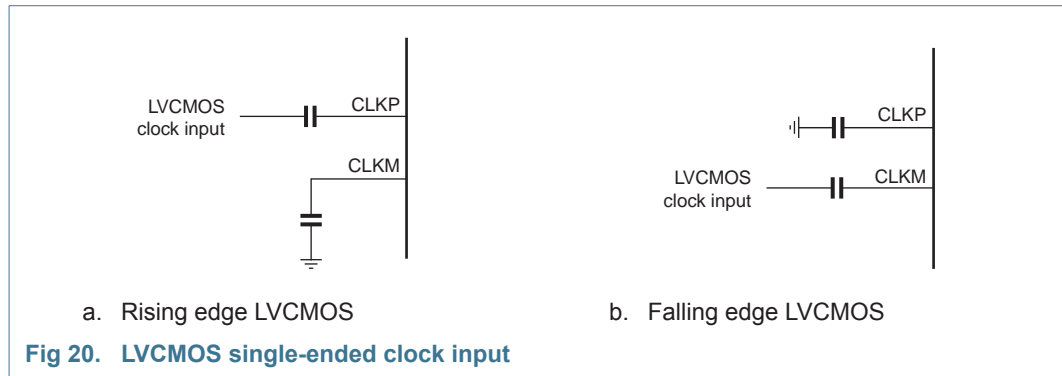 LVCMOS
clock input
CLKP
CLKM
a. Rising edge LVCMOS
CLKP
LVCMOS
clock input
CLKM
b. Falling edge LVCMOS
Fig 20. LVCMOS single-ended clock input